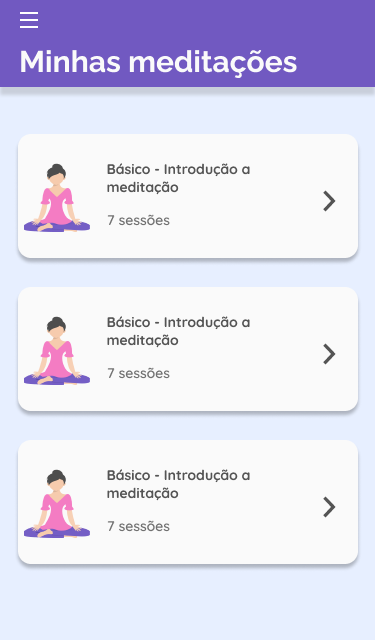 Minhas meditações
Básico - Introdução a
meditação
7 sessões
Básico - Introdução a
meditação
7 sessões
Básico - Introdução a
meditação
7 sessões